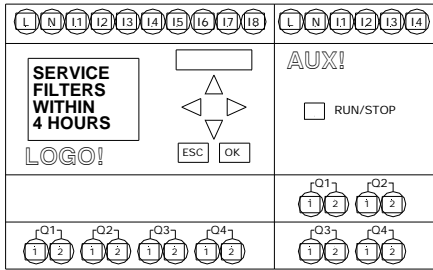 L N I1 I2 I3 I4 I5 I6 I7 I8
L N I1 I2 I3 I4
SERVICE
FILTERS
WITHIN
4 HOURS
LOGO!
ESC OK
AUX!
RUN/STOP
Q1 Q2
1 2 1 2
Q1 Q2 Q3 Q4
1 2 1 2 1 2 1 2
Q3 Q4
1 2 1 2